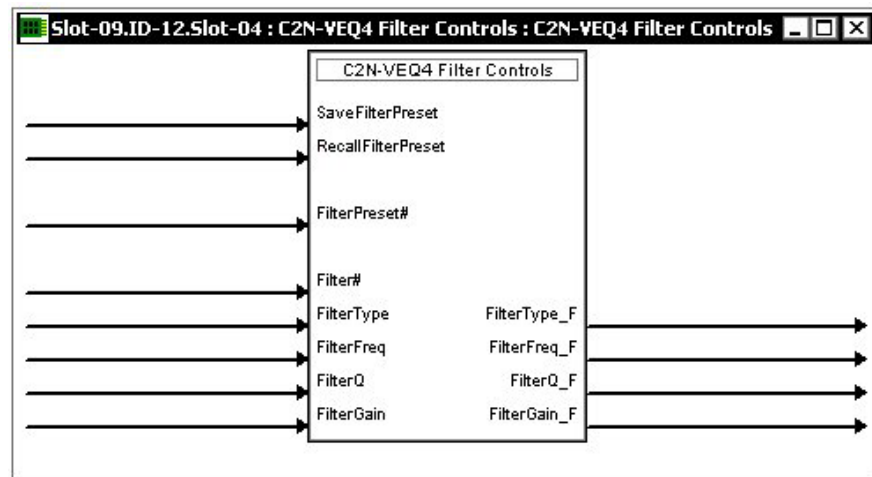 Slot-09.ID-12.Slot-04 : C2N-VEQ4 Filter Controls : C2N-VEQ4 Filter Controls
C2N-VEQ4 Filter Controls
SaveFilterPreset
RecallFilterPreset
FilterPreset#
Filter#
FilterType FilterType_F
FilterFreq FilterFreq_F
FilterQ FilterQ_F
FilterGain FilterGain_F